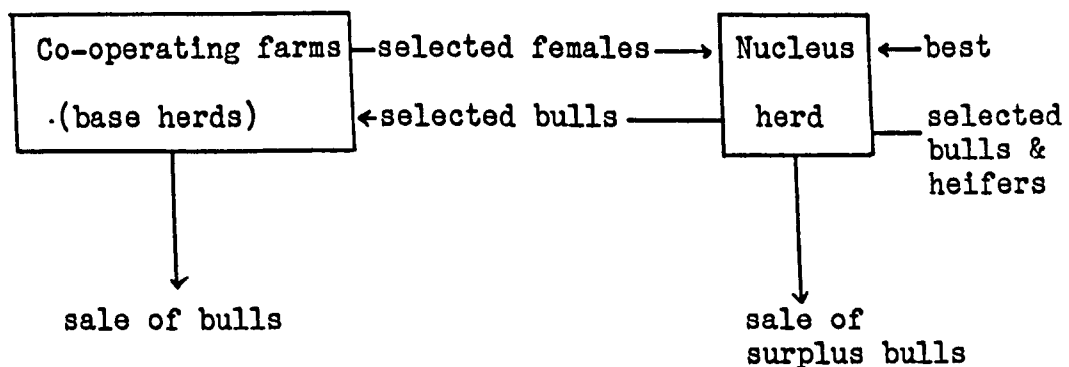 Co-operating farms
selected females
Nucleus
best
.(base herds)
selected bulls
herd
selected
bulls &
heifers
sale of bulls
sale of
surplus bulls